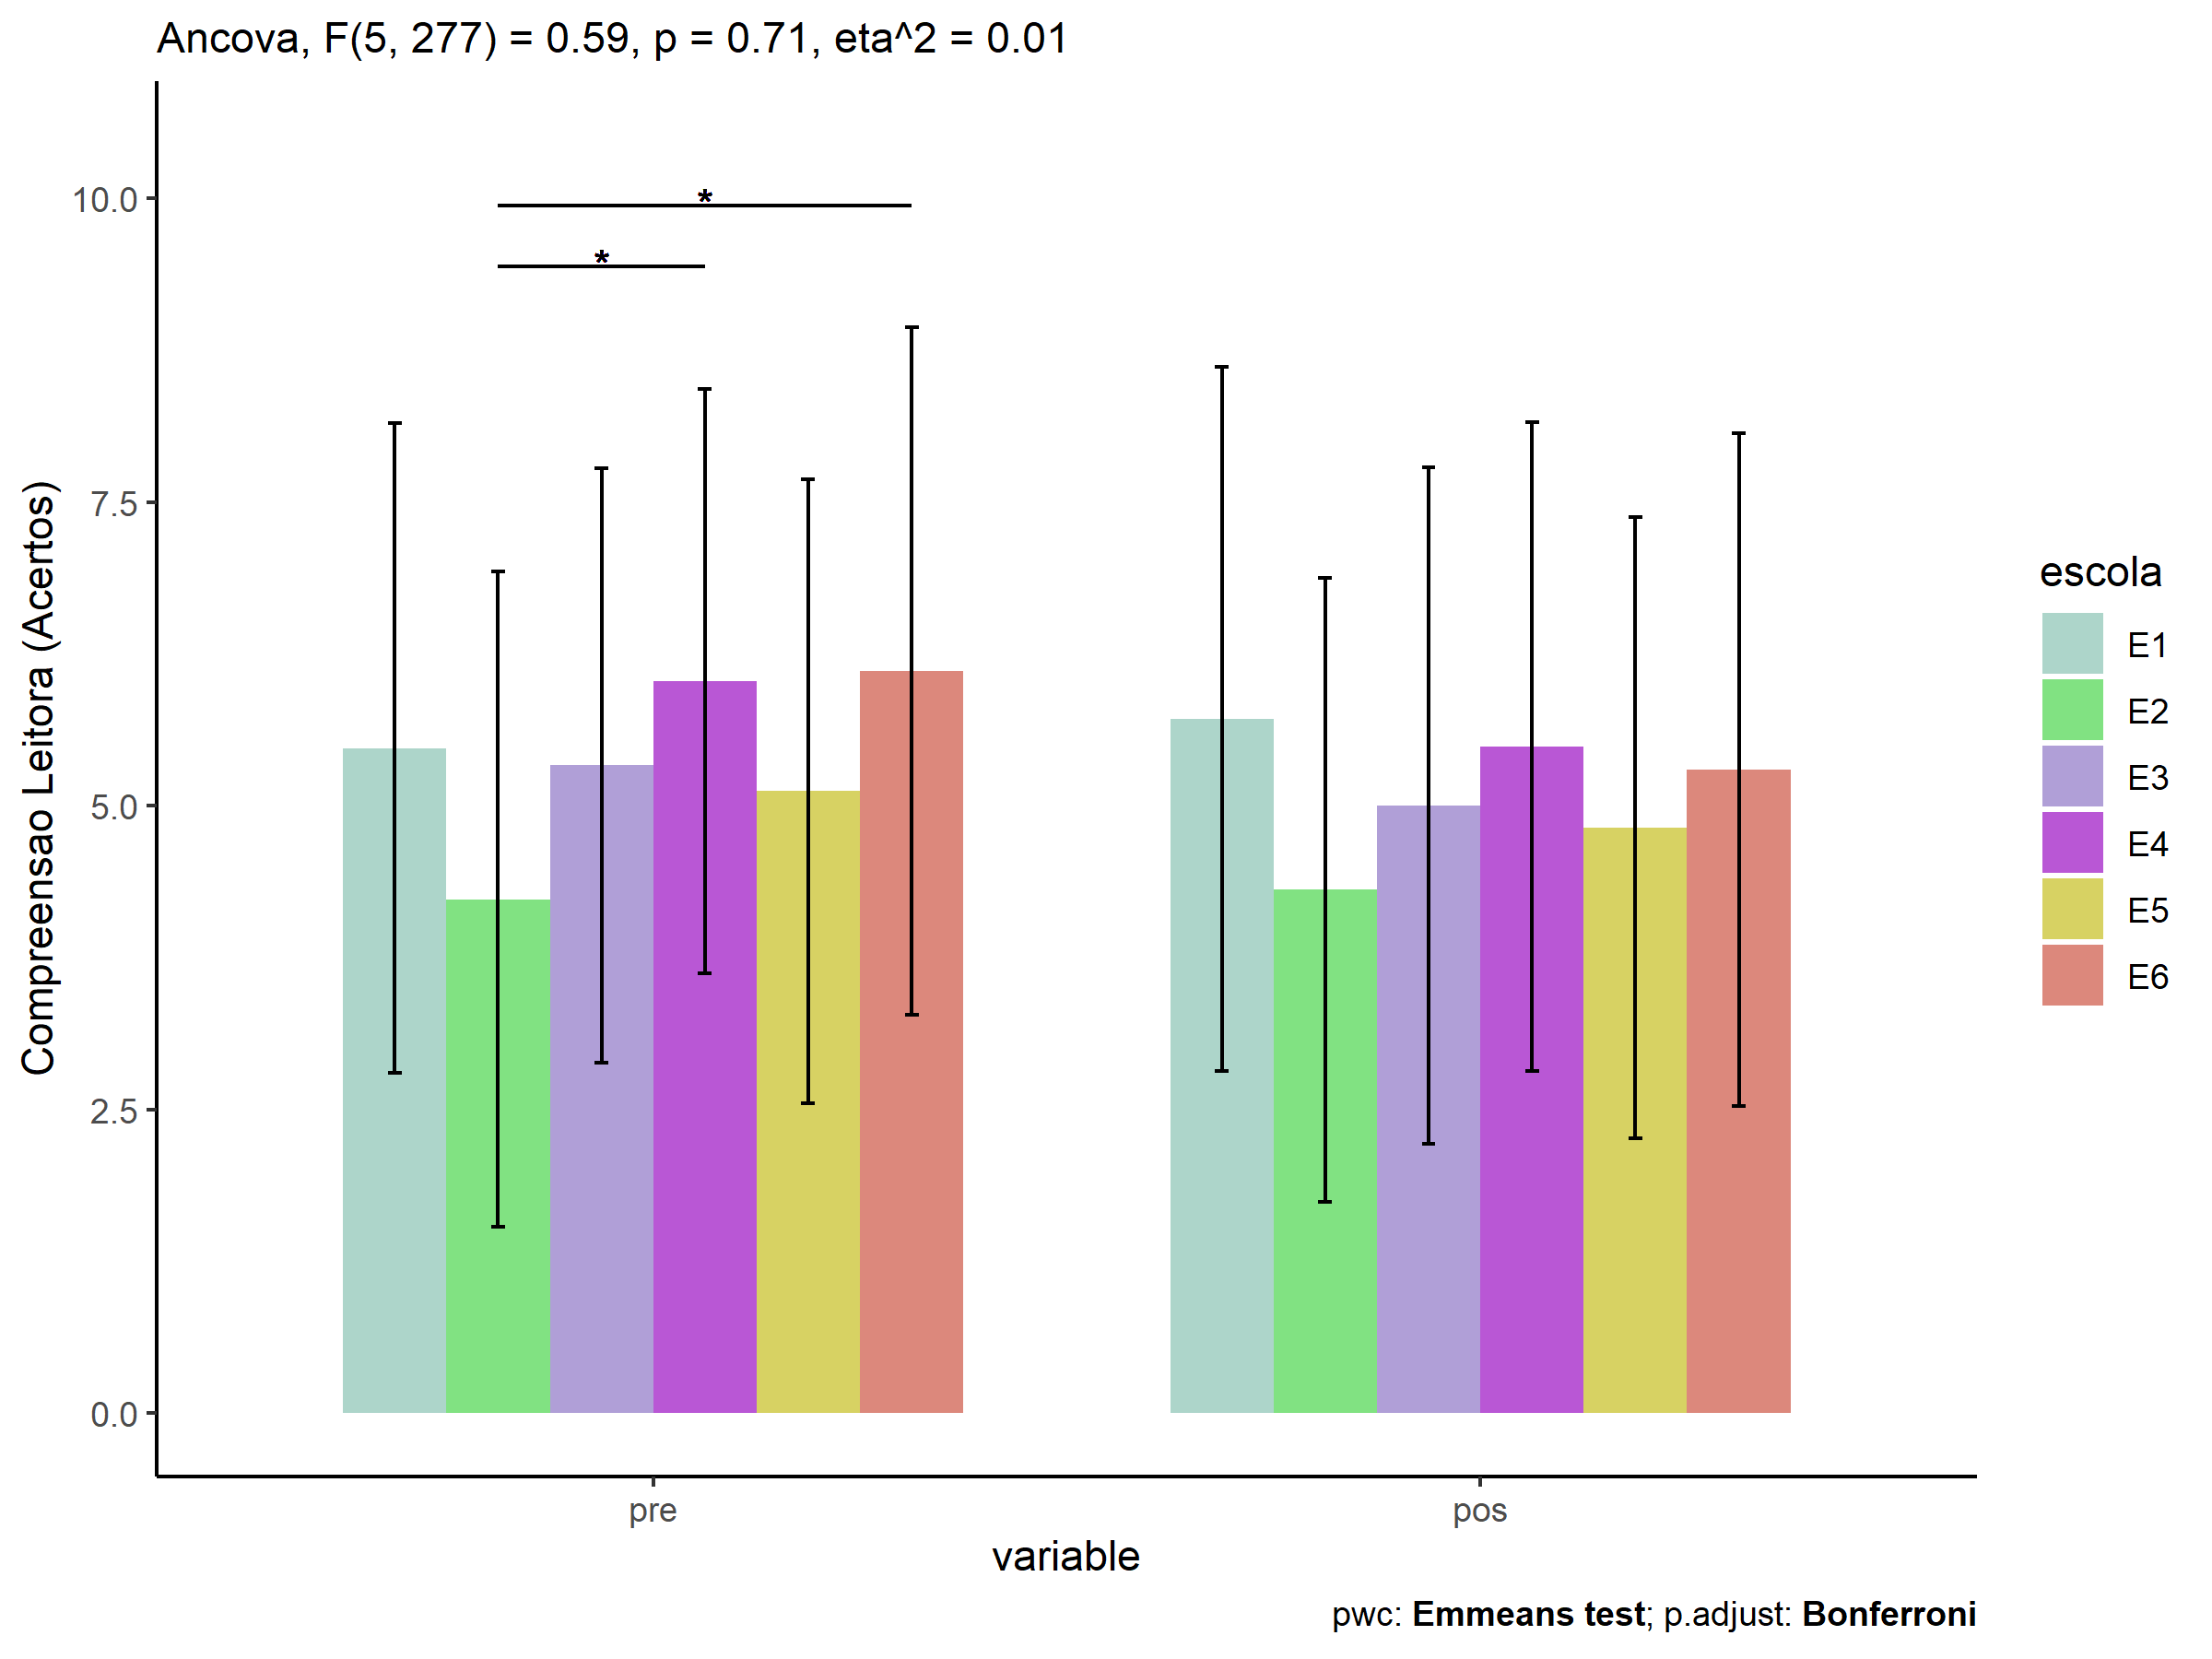 Ancova, F(5, 277) = 0.59, p = 0.71, eta^2 = 0.01
Compreensao Leitora (Acertos)
10.0
7.5
5.0
2.5
0.0
*
*
pre
pos
variable
escola
E1
E2
E3
E4
E5
E6
pwc: Emmeans test; p.adjust: Bonferroni